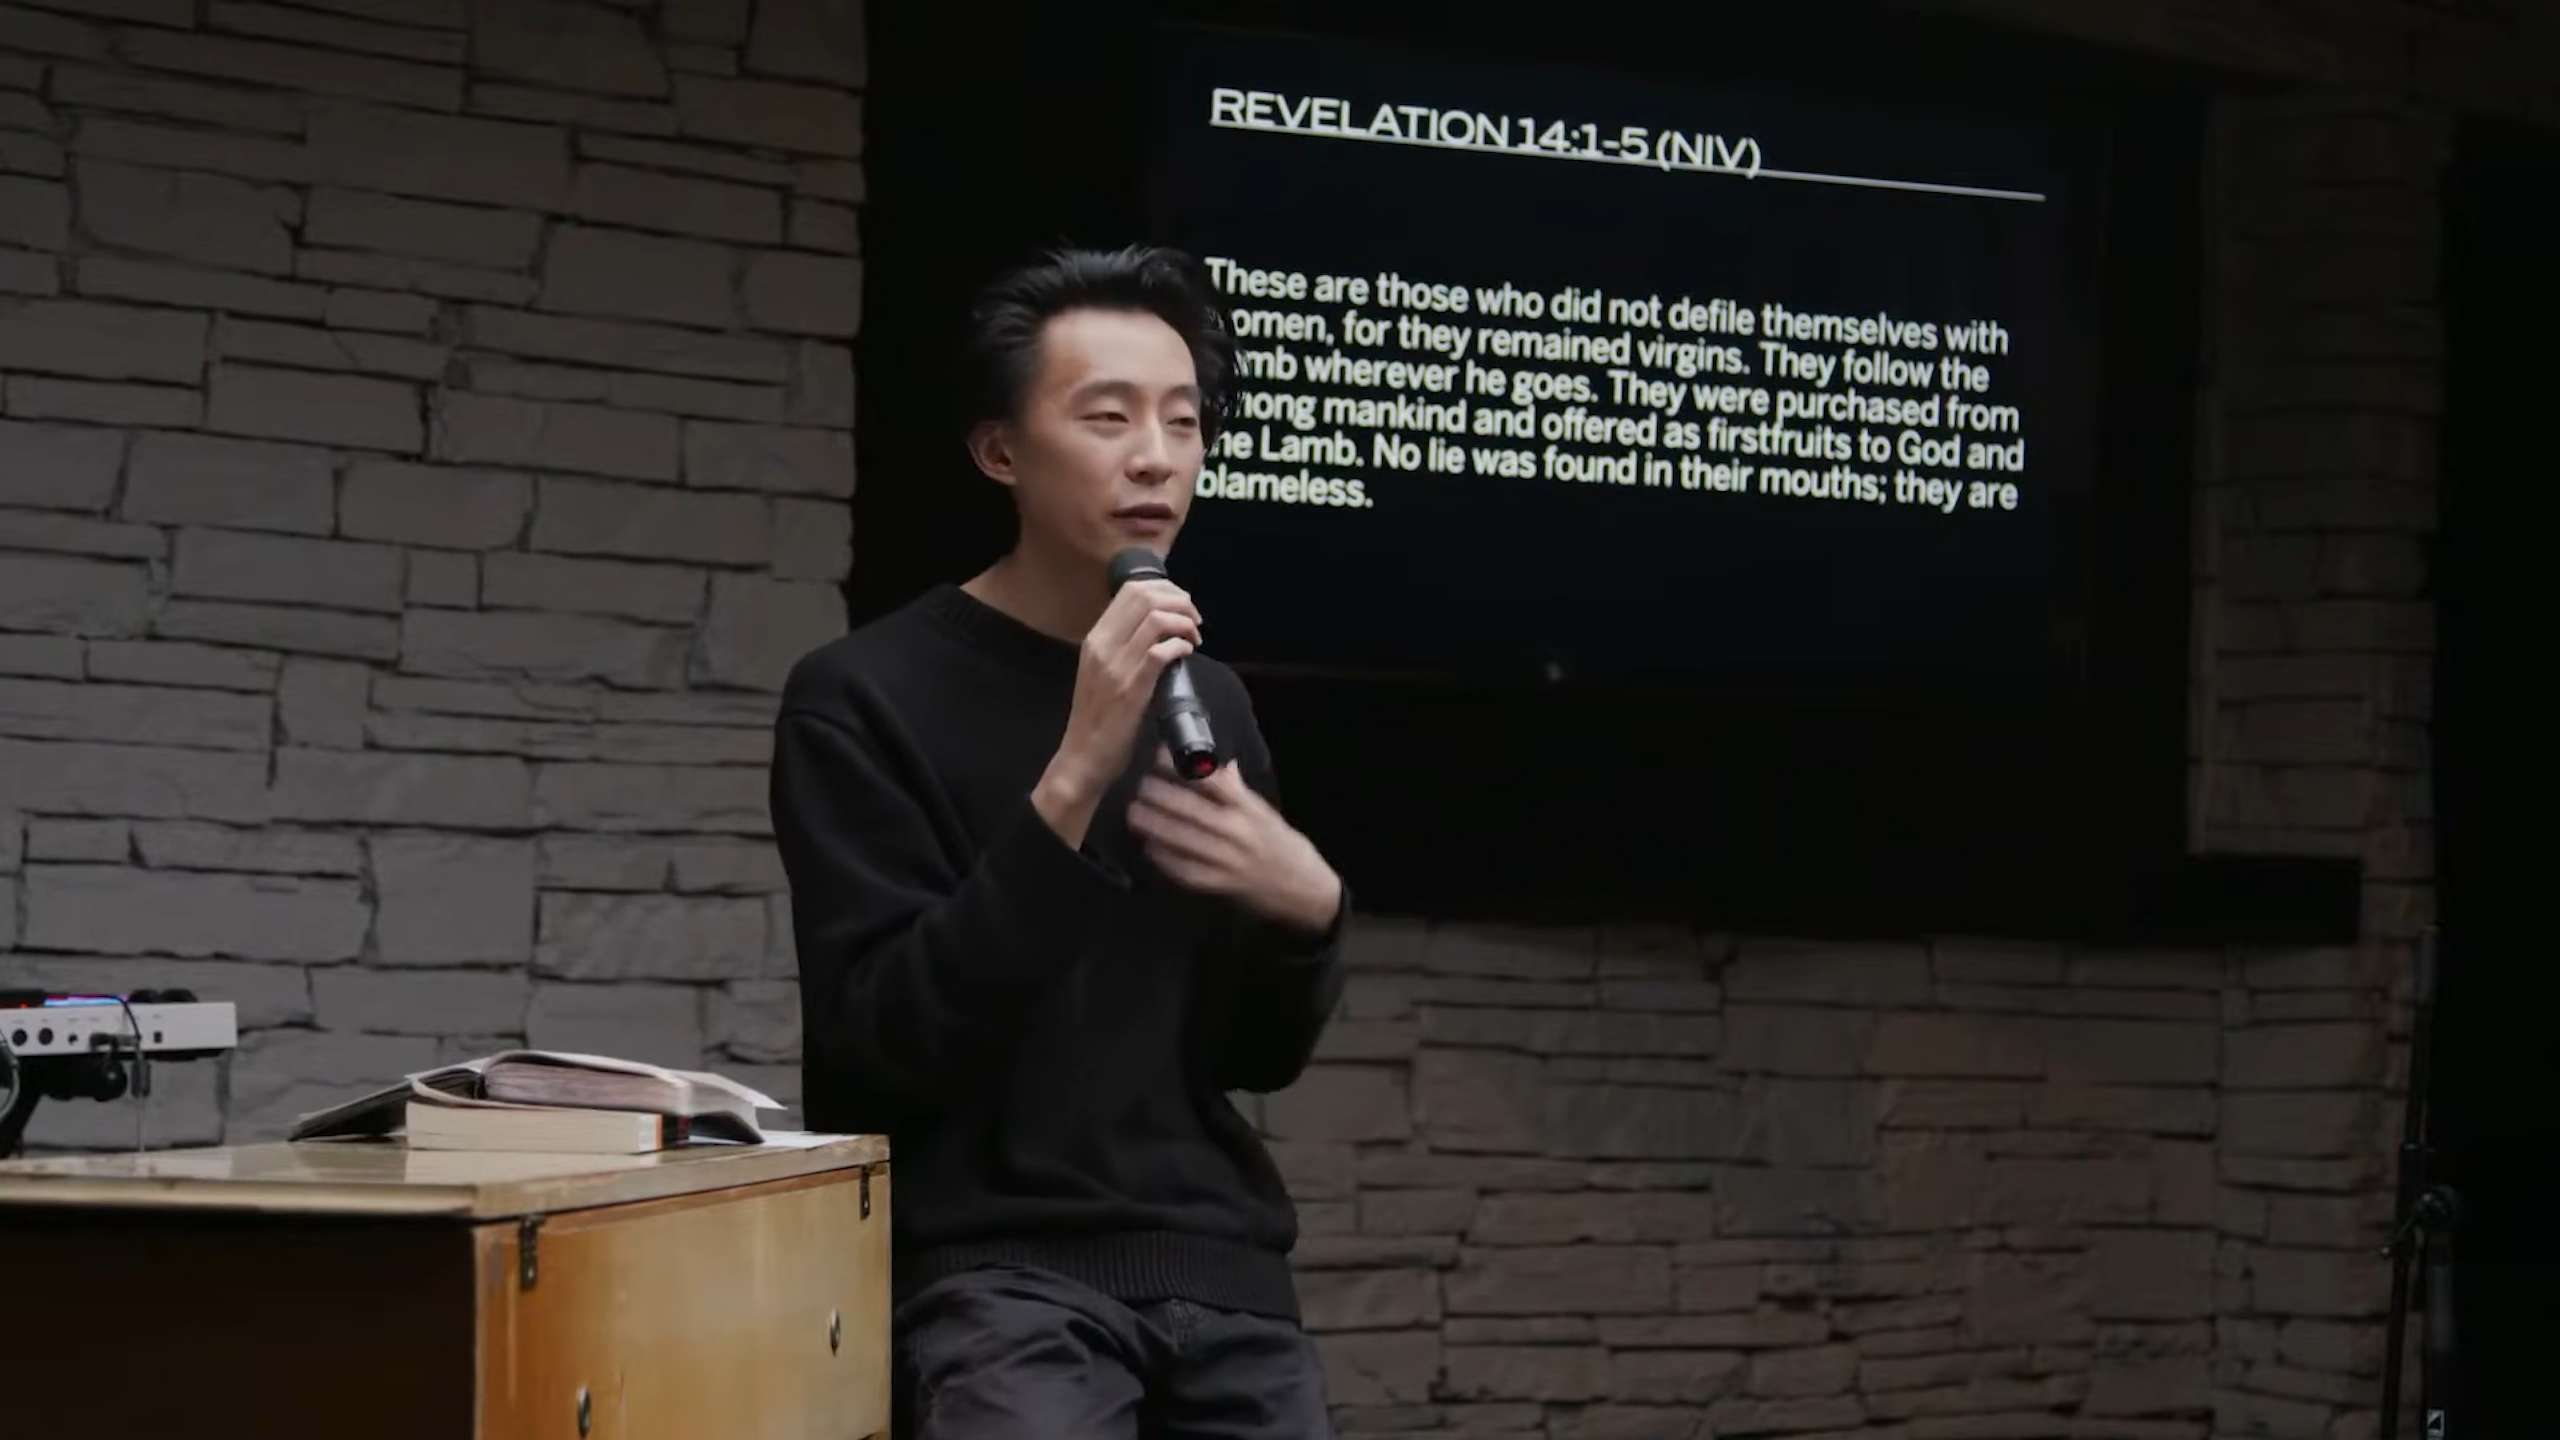 REVELATION 14:1-5 (NIV)
These are those who did not defile themselves with
omen, for they remained virgins. They follow the
mb wherever he goes. They were purchased from
mong mankind and offered as firstfruits to God and
he Lamb. No lie was found in their mouths; they are
blameless.